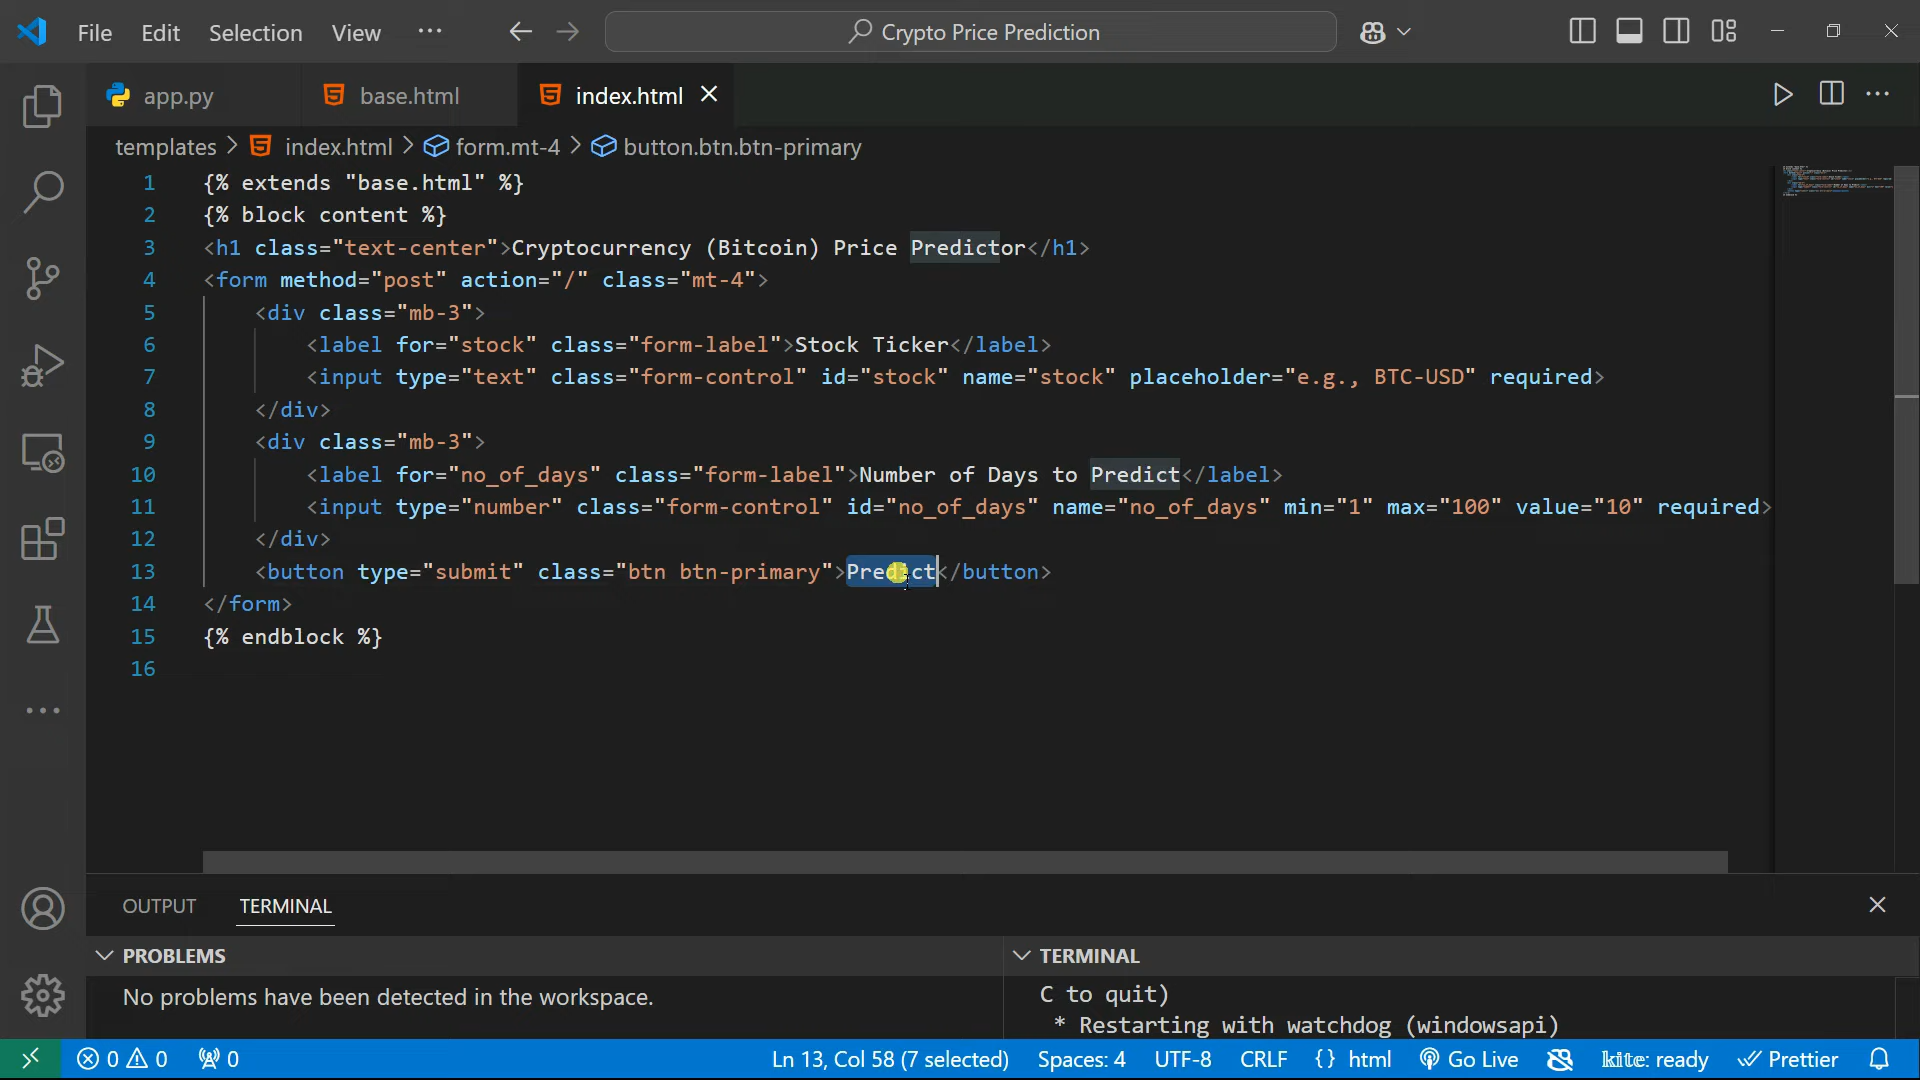 File Edit Selection View ··· Crypto Price Prediction
app.py base.html index.html
templates > index.html > form.mt-4 > button.btn.btn-primary
1 {% extends "base.html" %}
2 {% block content %}
3 <h1 class="text-center">Cryptocurrency (Bitcoin) Price Predictor</h1>
4 <form method="post" action="/" class="mt-4">
5 <div class="mb-3">
6 <label for="stock" class="form-label">Stock Ticker</label>
7 <input type="text" class="form-control" id="stock" name="stock" placeholder="e.g., BTC-USD" required>
8 </div>
9 <div class="mb-3">
10 <label for="no_of_days" class="form-label">Number of Days to Predict</label>
11 <input type="number" class="form-control" id="no_of_days" name="no_of_days" min="1" max="100" value="10" required>
12 </div>
13 <button type="submit" class="btn btn-primary">Predict</button>
14 </form>
15 {% endblock %}
16
OUTPUT TERMINAL
PROBLEMS
No problems have been detected in the workspace.
TERMINAL
C to quit)
* Restarting with watchdog (windowsapi)
0 0 0 Ln 13, Col 58 (7 selected) Spaces: 4 UTF-8 CRLF {} html Go Live kite: ready Prettier